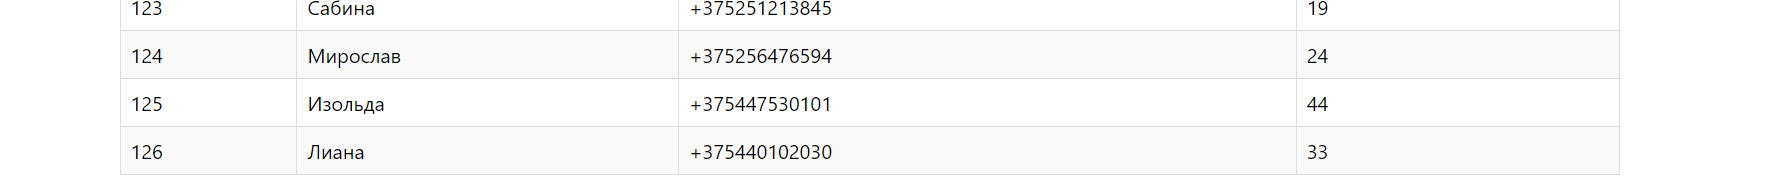 123 Сабина +375251213845 19
124 Мирослав +375256476594 24
125 Изольда +375447530101 44
126 Лиана +375440102030 33